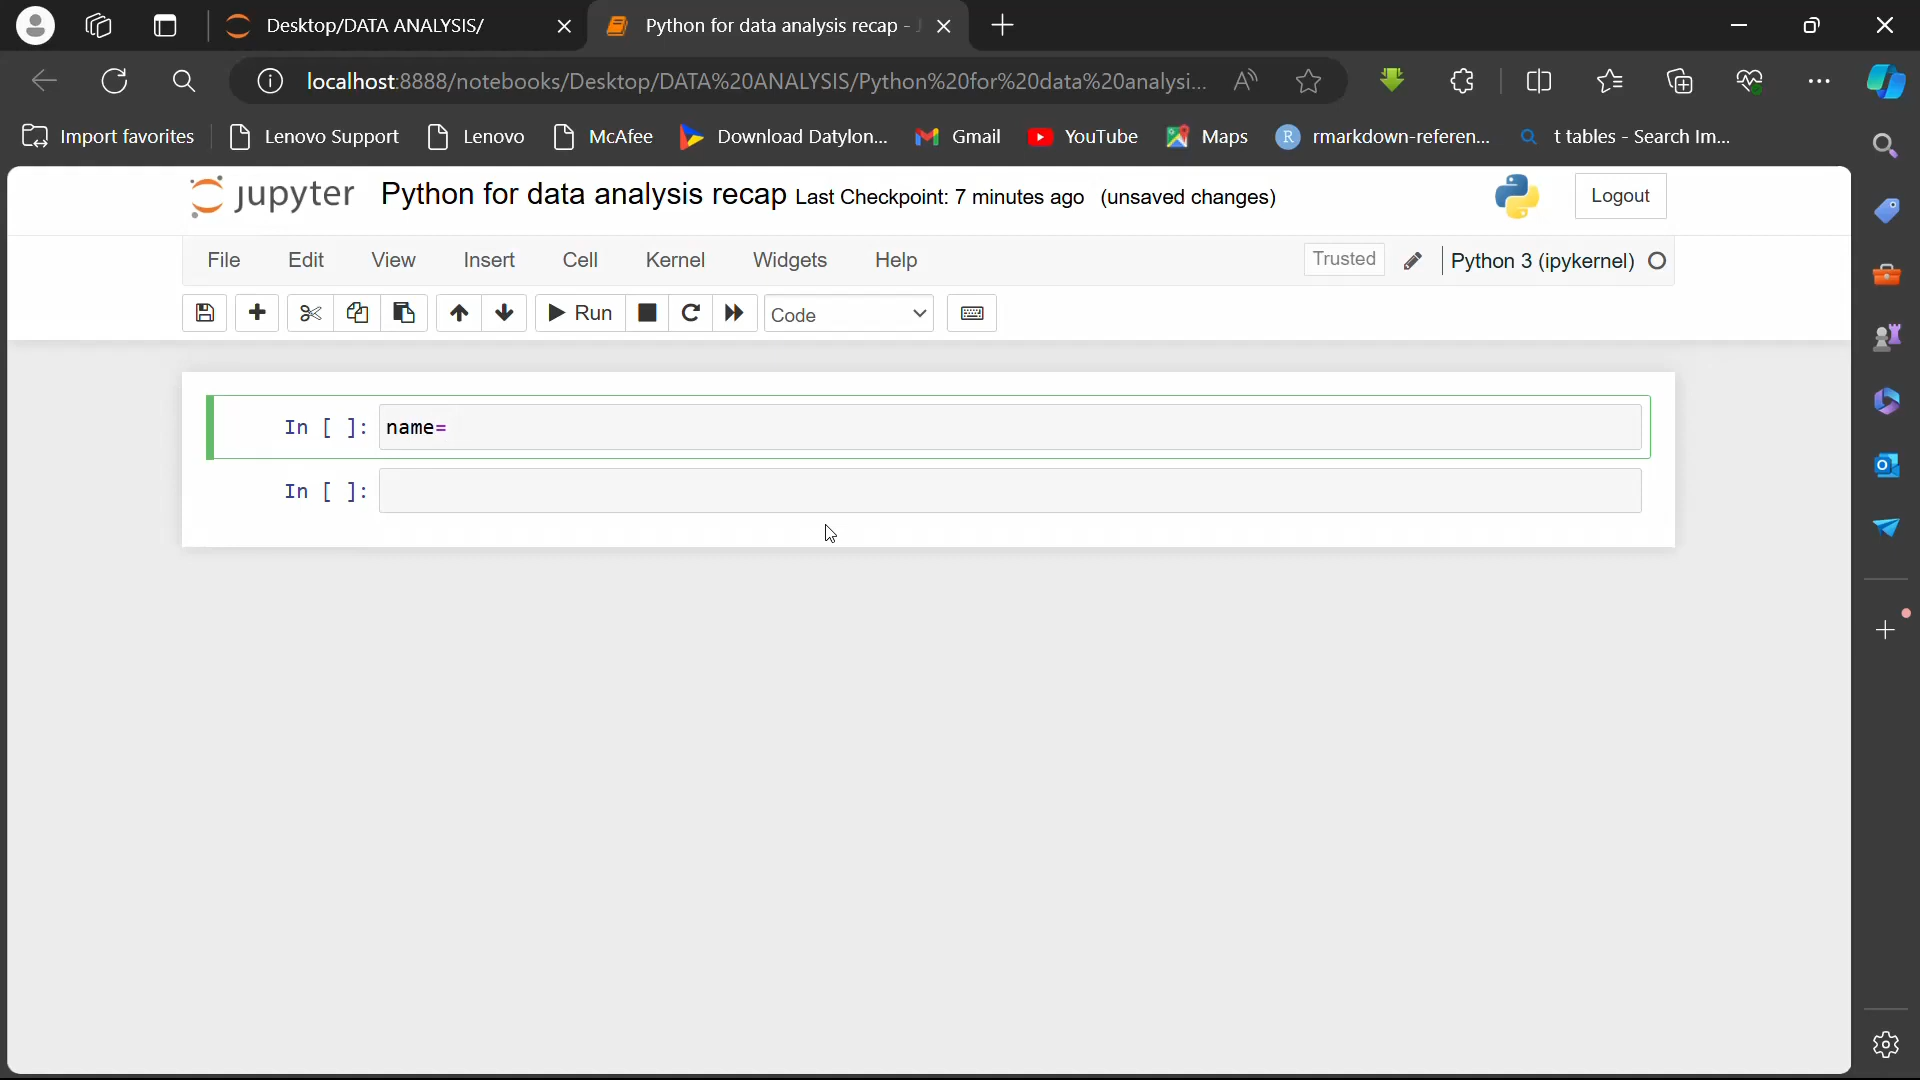 Desktop/DATA ANALYSIS/
Python for data analysis recap -
localhost:8888/notebooks/Desktop/DATA%20ANALYSIS/Python%20for%20data%20analysi...
Import favorites
Lenovo Support
Lenovo
McAfee
Download Datylon...
Gmail
YouTube
Maps
rmarkdown-referen...
t tables - Search Im...
jupyter Python for data analysis recap Last Checkpoint: 7 minutes ago (unsaved changes)
Logout
File Edit View Insert Cell Kernel Widgets Help
Trusted
Python 3 (ipykernel)
Run
Code
In [ ]: name=
In [ ]: